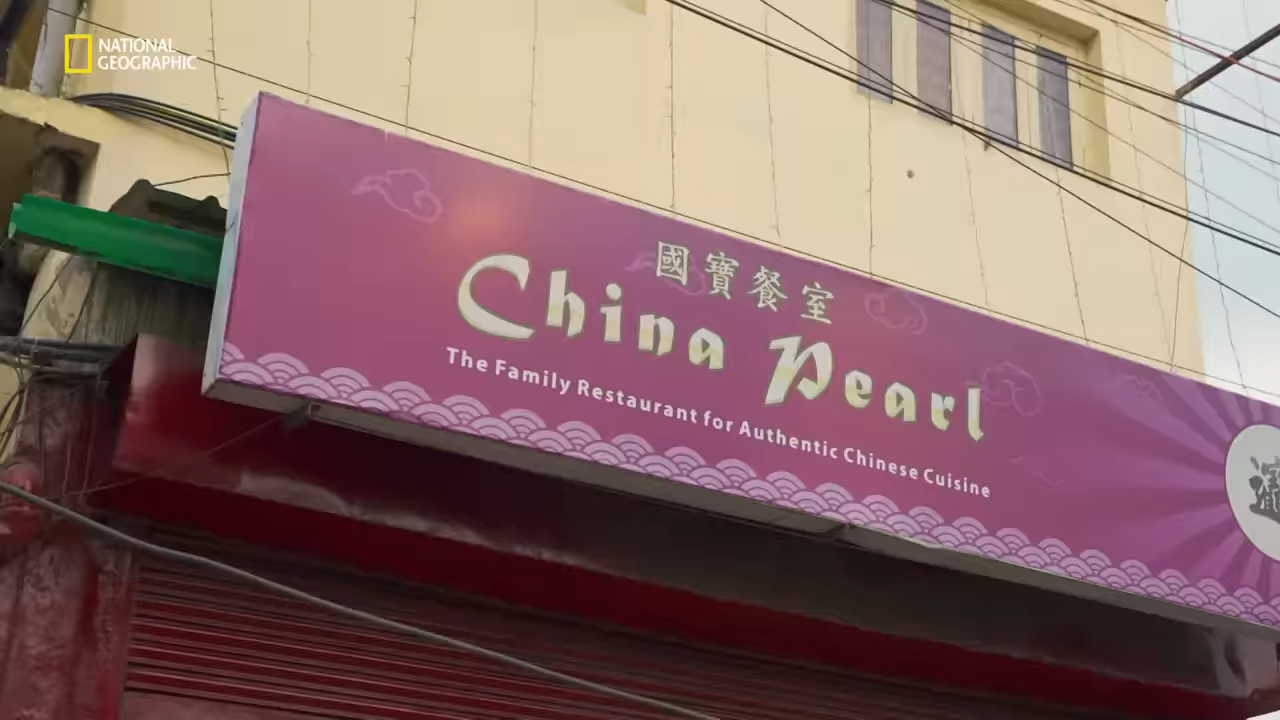 NATIONAL
GEOGRAPHIC
國寶餐室
China Pearl
The Family Restaurant for Authentic Chinese Cuisine